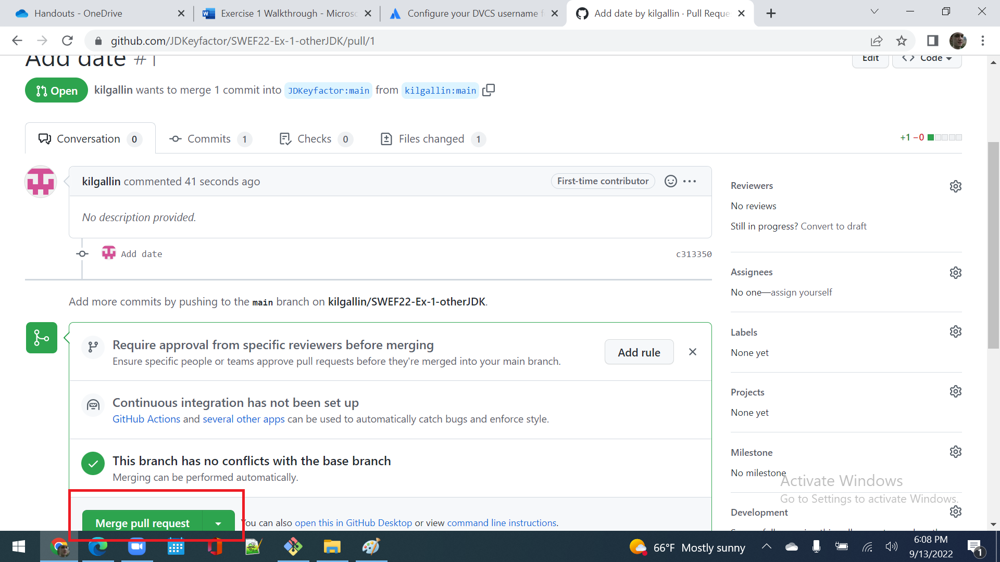 Handouts - OneDrive
Exercise 1 Walkthrough - Microso
Configure your DVCS username f
Add date by kilgallin · Pull Reque
github.com/JDKeyfactor/SWEF22-Ex-1-otherJDK/pull/1
Add date #1
Edit
Code
Open
kilgallin wants to merge 1 commit into JDKeyfactor:main from kilgallin:main
Conversation 0
Commits 1
Checks 0
Files changed 1
+1 −0
kilgallin commented 41 seconds ago
First-time contributor
No description provided.
Add date
c313350
Add more commits by pushing to the main branch on kilgallin/SWEF22-Ex-1-otherJDK.
Require approval from specific reviewers before merging
Ensure specific people or teams approve pull requests before they're merged into your main branch.
Add rule
Continuous integration has not been set up
GitHub Actions and several other apps can be used to automatically catch bugs and enforce style.
This branch has no conflicts with the base branch
Merging can be performed automatically.
Merge pull request
You can also open this in GitHub Desktop or view command line instructions.
Reviewers
No reviews
Still in progress? Convert to draft
Assignees
No one—assign yourself
Labels
None yet
Projects
None yet
Milestone
No milestone
Development
Activate Windows
Go to Settings to activate Windows.
66°F Mostly sunny
6:08 PM
9/13/2022
1